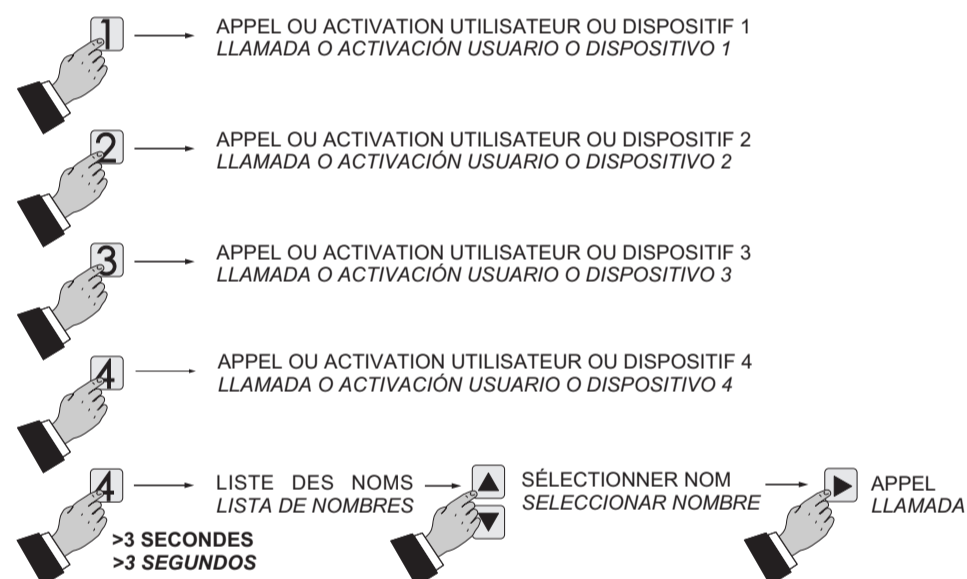 1
APPEL OU ACTIVATION UTILISATEUR OU DISPOSITIF 1
LLAMADA O ACTIVACIÓN USUARIO O DISPOSITIVO 1
2
APPEL OU ACTIVATION UTILISATEUR OU DISPOSITIF 2
LLAMADA O ACTIVACIÓN USUARIO O DISPOSITIVO 2
3
APPEL OU ACTIVATION UTILISATEUR OU DISPOSITIF 3
LLAMADA O ACTIVACIÓN USUARIO O DISPOSITIVO 3
4
APPEL OU ACTIVATION UTILISATEUR OU DISPOSITIF 4
LLAMADA O ACTIVACIÓN USUARIO O DISPOSITIVO 4
4
>3 SECONDES
>3 SEGUNDOS
LISTE DES NOMS
LISTA DE NOMBRES
SÉLECTIONNER NOM
SELECCIONAR NOMBRE
APPEL
LLAMADA